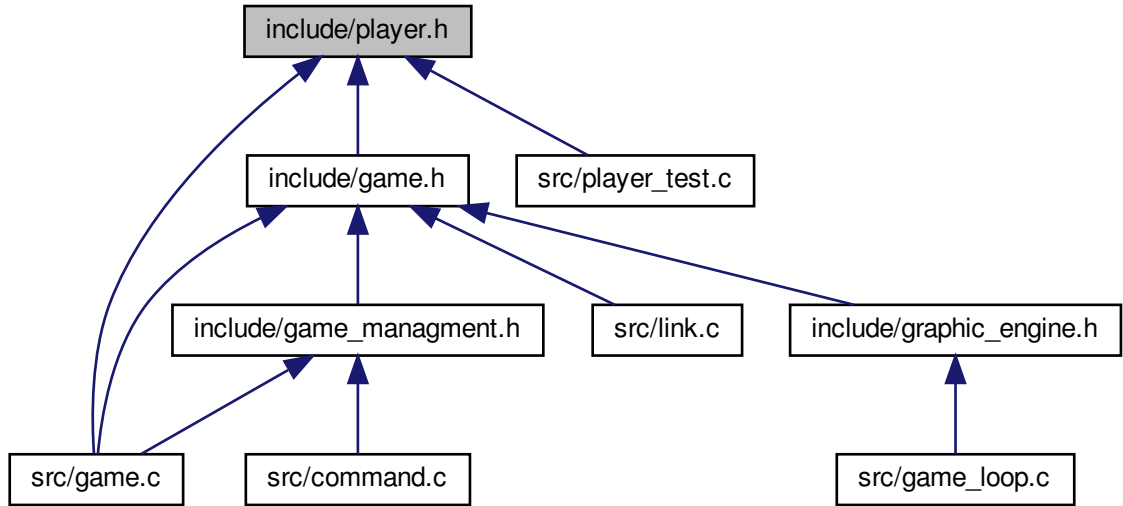 include/player.h
include/game.h
src/player_test.c
include/game_managment.h
src/link.c
include/graphic_engine.h
src/game.c
src/command.c
src/game_loop.c